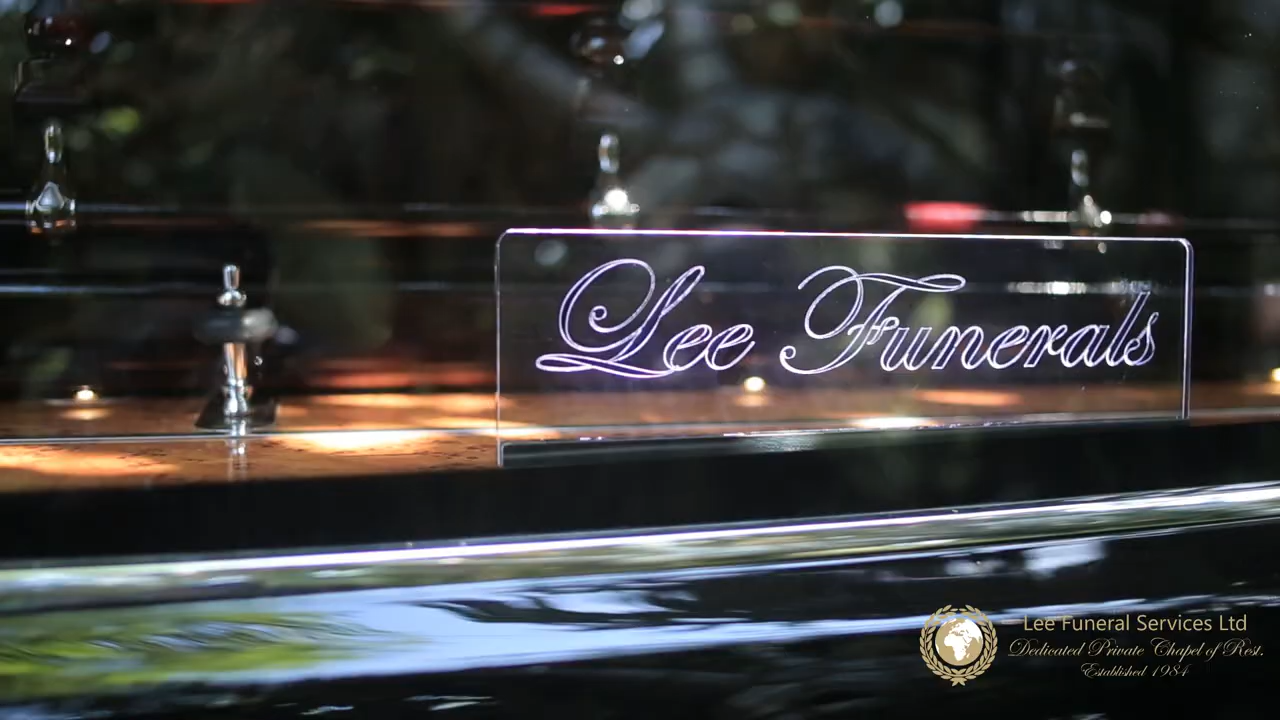 Lee Funerals
Lee Funeral Services Ltd
Dedicated Private Chapel of Rest.
Established 1984